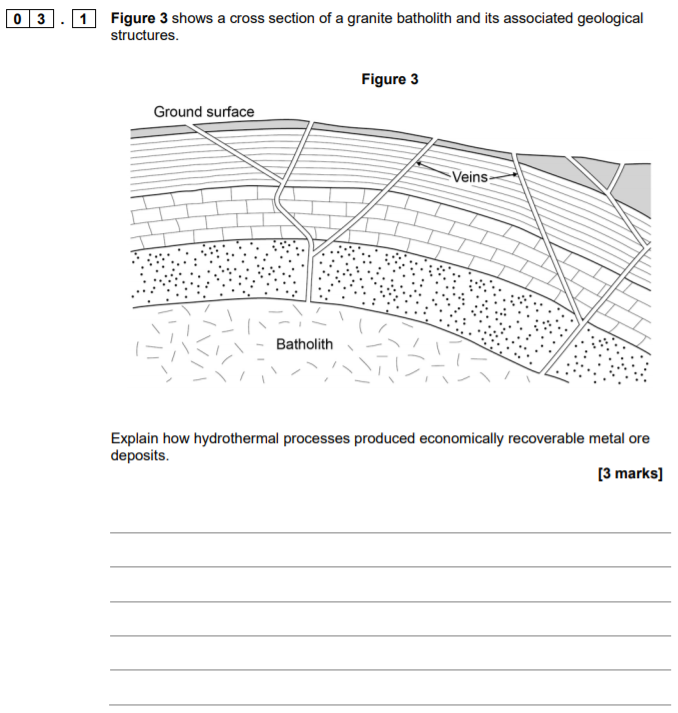 0 3 . 1 Figure 3 shows a cross section of a granite batholith and its associated geological
structures.
Figure 3
Ground surface
Veins
Batholith
Explain how hydrothermal processes produced economically recoverable metal ore
deposits.
[3 marks]